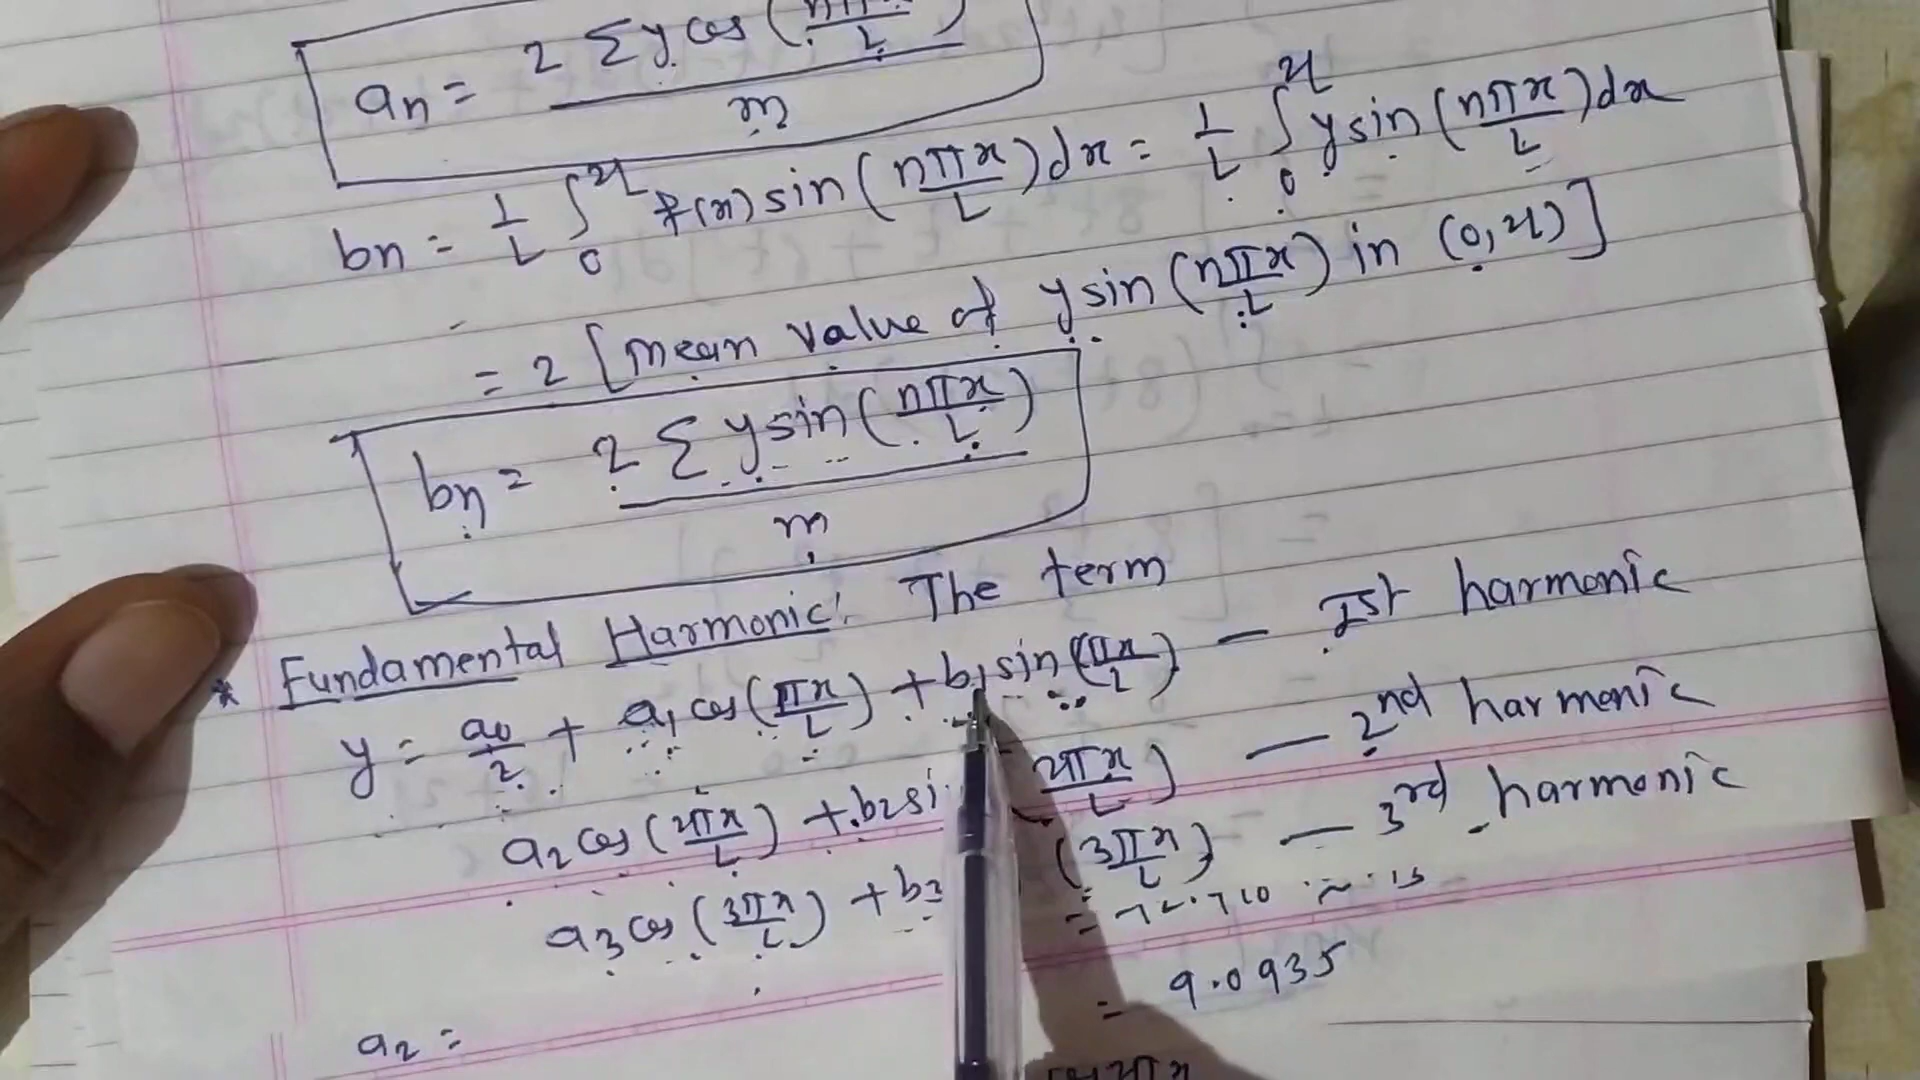 an = 2 Σ y cos (nπx/L) / m
bn = 1/L ∫₀^2L f(x) sin (nπx/L) dx = 1/L ∫₀^2L y sin (nπx/L) dx
= 2 [mean value of y sin (nπx/L) in (0, 2L)]
bn = 2 Σ y sin (nπx/L) / m
* Fundamental Harmonic: The term
y = a0/2 + a1 cos (πx/L) + b1 sin (πx/L) — Ist harmonic
a2 cos (2πx/L) + b2 si (2πx/L) — 2nd harmonic
a3 cos (3πx/L) + b3 (3πx/L) — 3rd harmonic
= 9.0935
a2 =